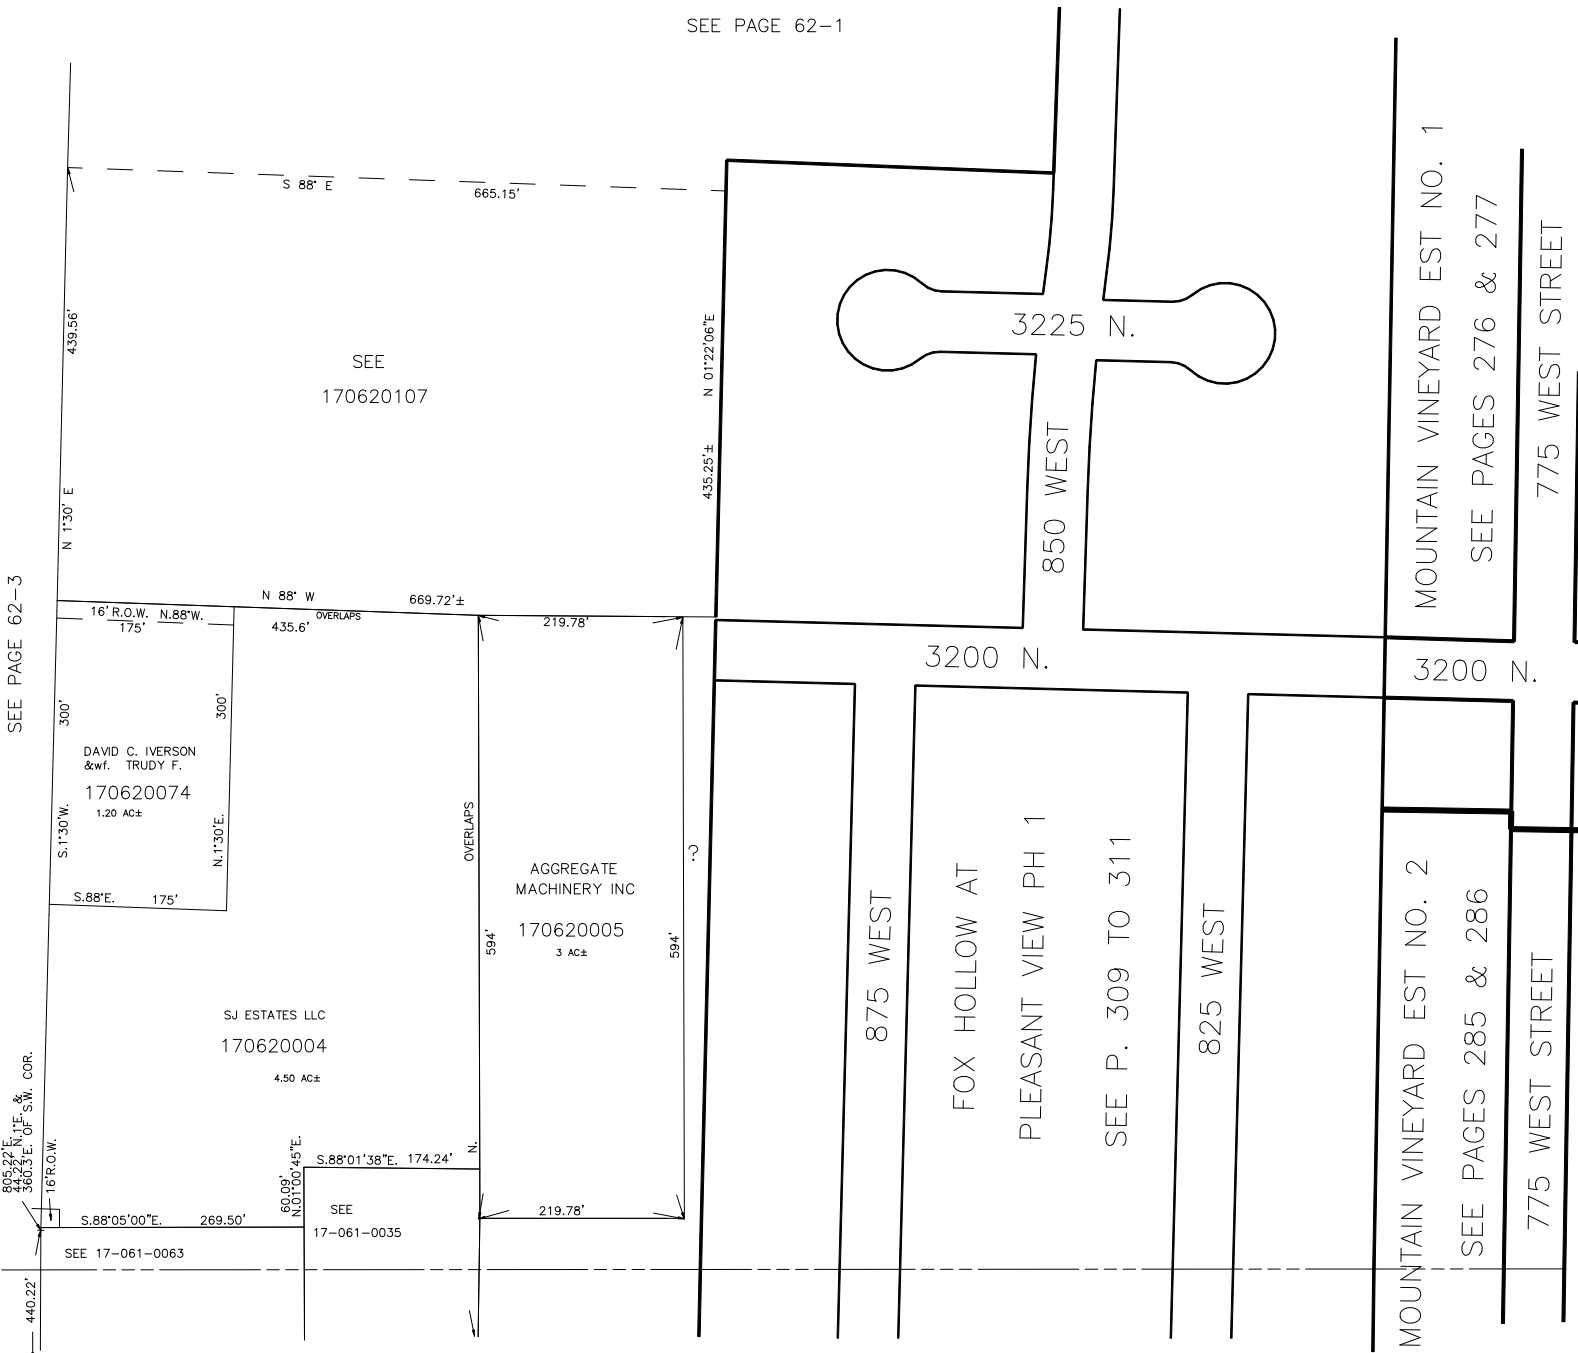 SEE PAGE 62-1
S 88° E
665.15'
439.56'
N 1°30' E
SEE
170620107
N 01°22'06"E
435.25'±
3225 N.
850 WEST
MOUNTAIN VINEYARD EST NO. 1
SEE PAGES 276 & 277
775 WEST STREET
SEE PAGE 62-3
N 88° W
669.72'±
16' R.O.W. N.88°W.
175'
OVERLAPS
435.6'
219.78'
3200 N.
3200 N.
300'
300'
DAVID C. IVERSON
&wf. TRUDY F.
170620074
1.20 AC±
S.1°30'W.
N.1°30'E.
S.88°E. 175'
OVERLAPS
?
AGGREGATE
MACHINERY INC
170620005
3 AC±
594'
594'
SJ ESTATES LLC
170620004
4.50 AC±
875 WEST
FOX HOLLOW AT
PLEASANT VIEW PH 1
SEE P. 309 TO 311
825 WEST
MOUNTAIN VINEYARD EST NO. 2
SEE PAGES 285 & 286
775 WEST STREET
805.22'E.
44.22' N.1°E. &
360.3'E. OF S.W. COR.
16'R.O.W.
60.09'
N.01°00'45"E.
S.88°01'38"E. 174.24'
N.
SEE
17-061-0035
219.78'
S.88°05'00"E. 269.50'
SEE 17-061-0063
440.22'